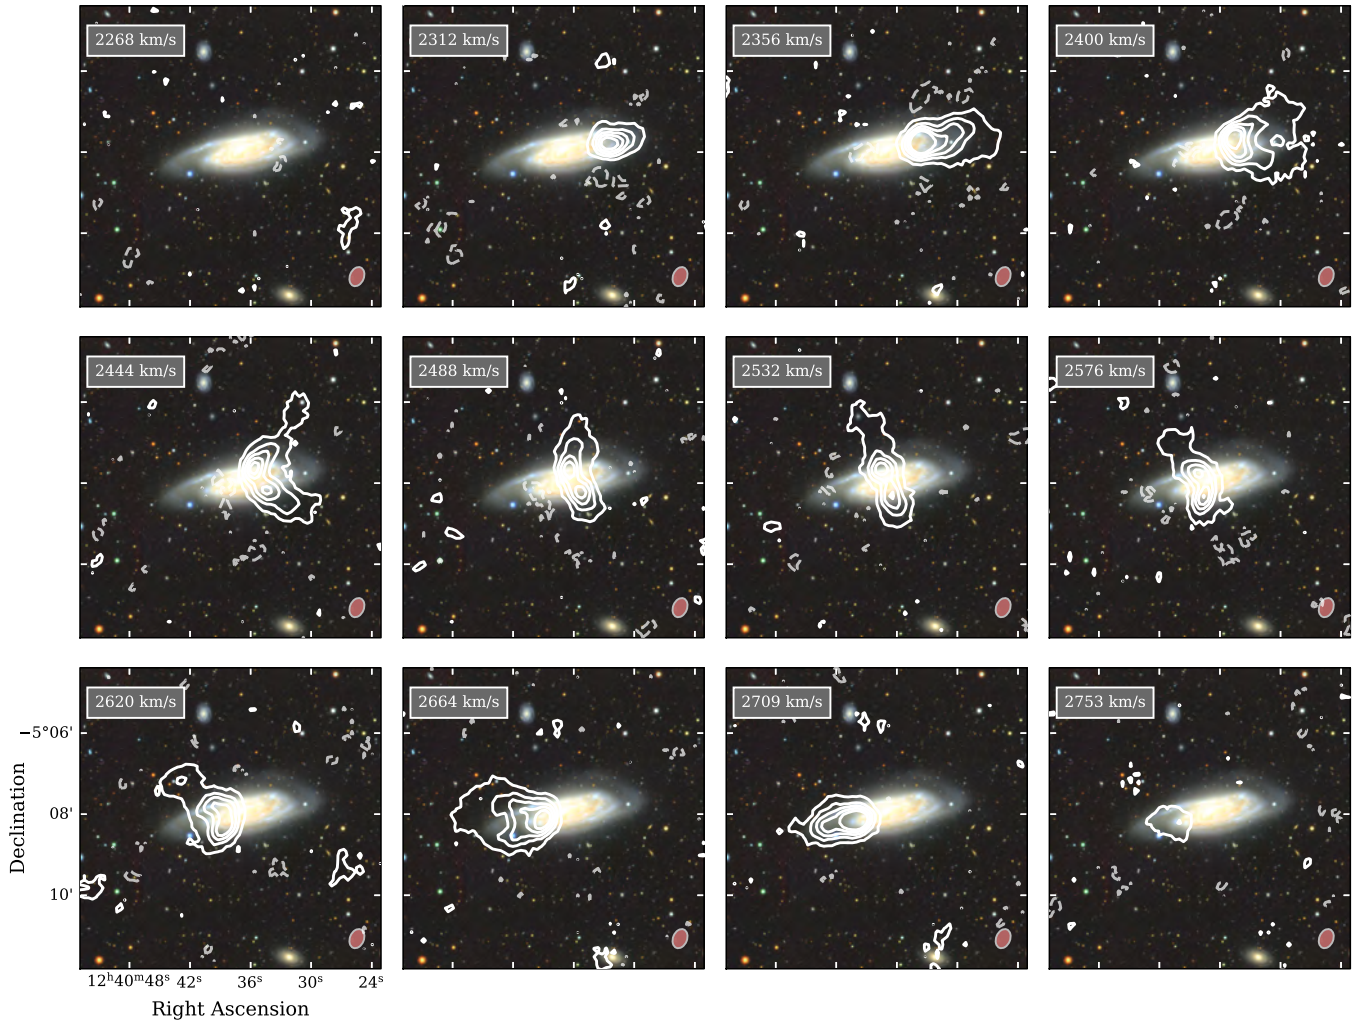 2268 km/s
2312 km/s
2356 km/s
2400 km/s
2444 km/s
2488 km/s
2532 km/s
2576 km/s
2620 km/s
2664 km/s
2709 km/s
2753 km/s
−5°06'
08'
10'
Declination
12ʰ40ᵐ48ˢ 42ˢ 36ˢ 30ˢ 24ˢ
Right Ascension